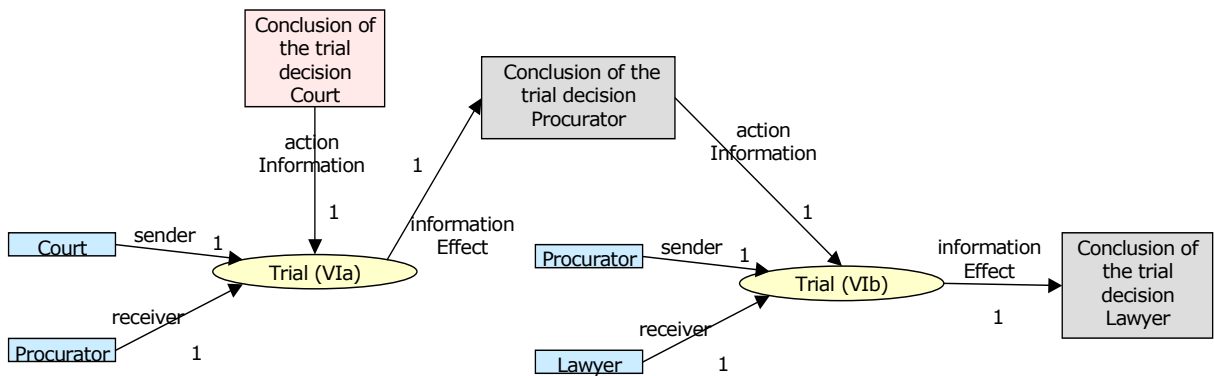 Conclusion of
the trial
decision
Court
Conclusion of the
trial decision
Procurator
action
Information
1
action
Information
1
1
information
Effect
1
Court
sender
1
Trial (VIa)
Procurator
receiver
1
Procurator
sender
1
Trial (VIb)
information
Effect
1
Conclusion of
the trial
decision
Lawyer
Lawyer
receiver
1